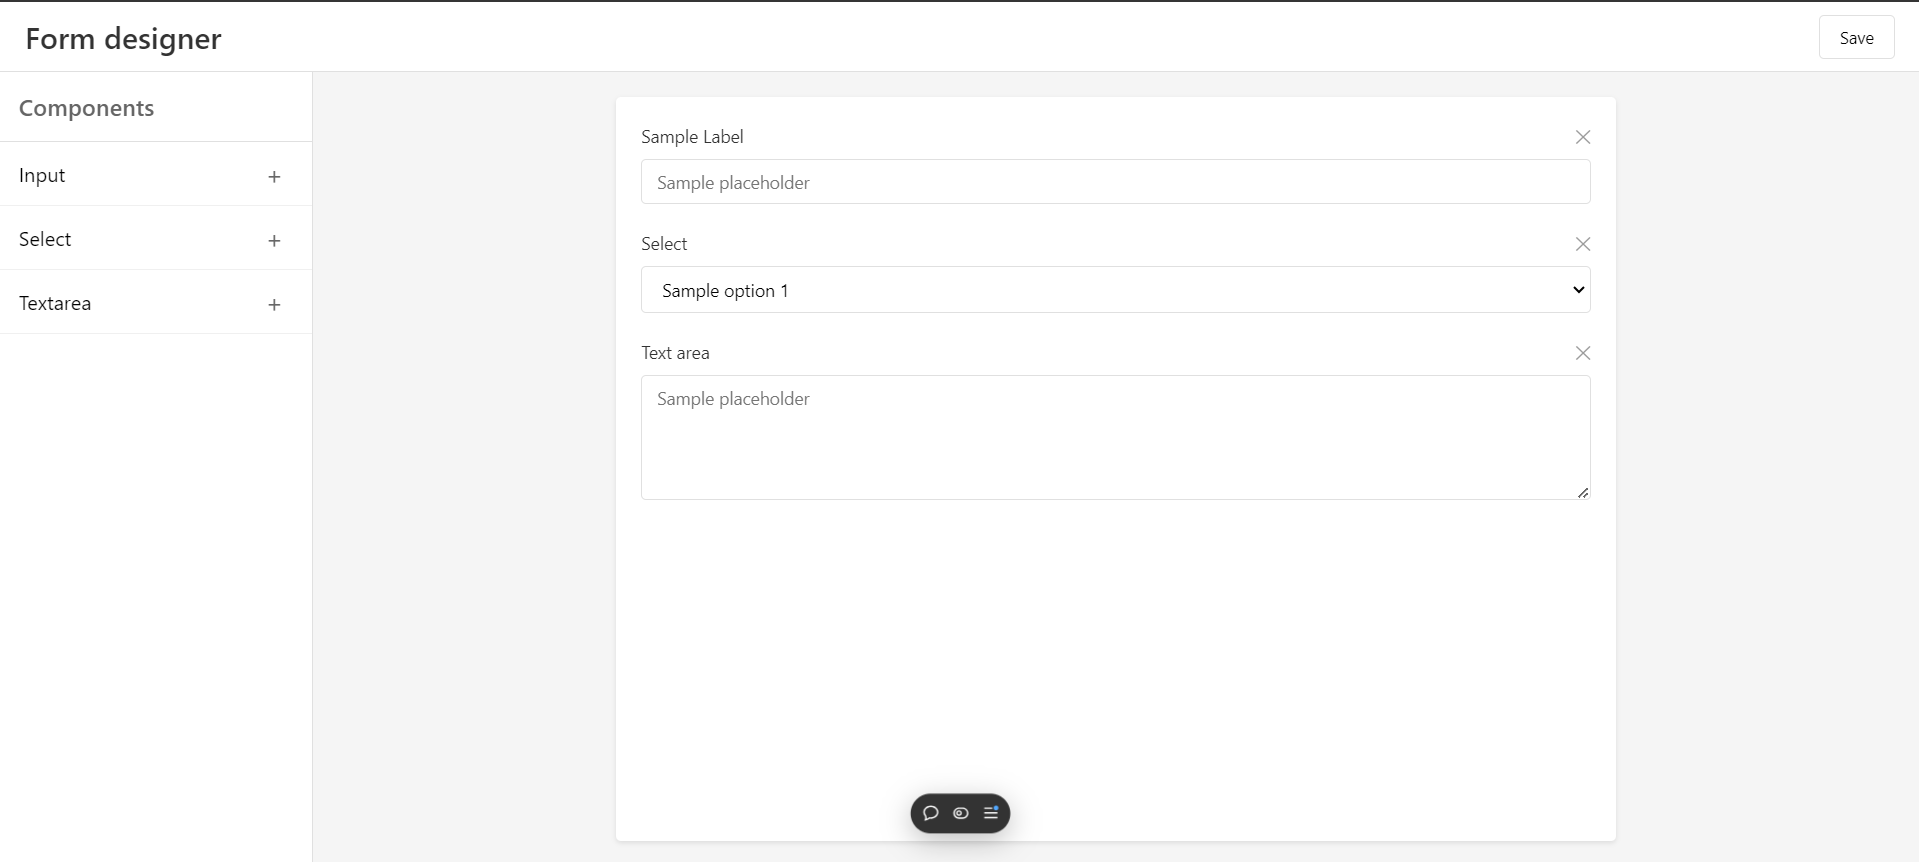 Form designer
Save
Components
Input
Select
Textarea
Sample Label
Sample placeholder
Select
Sample option 1
Text area
Sample placeholder